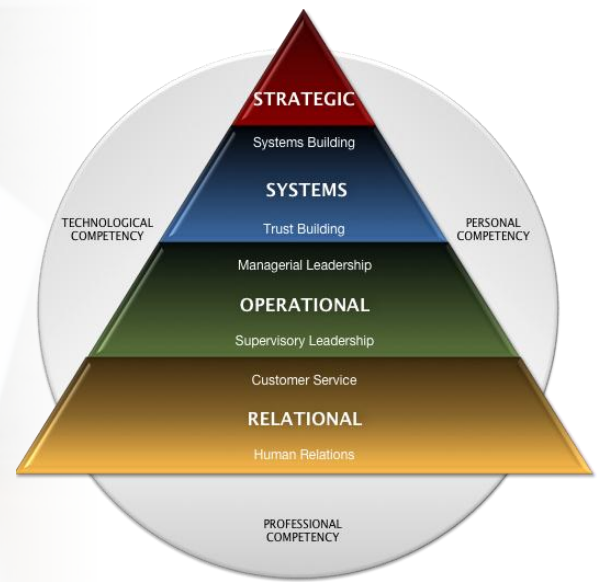 STRATEGIC
Systems Building
SYSTEMS
TECHNOLOGICAL
COMPETENCY
PERSONAL
COMPETENCY
Trust Building
Managerial Leadership
OPERATIONAL
Supervisory Leadership
Customer Service
RELATIONAL
Human Relations
PROFESSIONAL
COMPETENCY